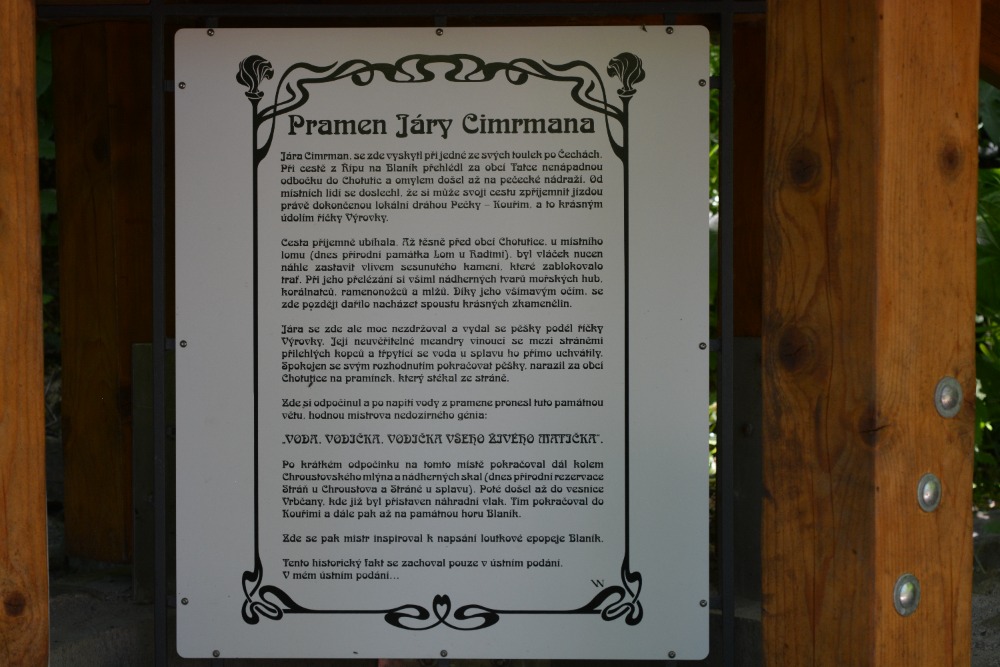 Pramen Járy Cimrmana
Jára Cimrman, se zde vyskytl při jedné ze svých toulek po Čechách.
Při cestě z Řípu na Blaník přehlédl za obcí Tatce nenápadnou
odbočku do Chotutic a omylem došel až na pečecké nádraží. Od
místních lidí se doslechl, že si může svoji cestu zpříjemnit jízdou
právě dokončenou lokální dráhou Pečky – Kouřim, a to krásným
údolím říčky Výrovky.
Cesta příjemně ubíhala. Až těsně před obcí Chotutice, u místního
lomu (dnes přírodní památka Lom u Radimi), byl vláček nucen
náhle zastavit vlivem sesunutého kamení, které zablokovalo
trať. Při jeho přelézání si všiml nádherných tvarů mořských hub,
korálnatců, ramenonožců a mlžů. Díky jeho všímavým očím, se
zde později dařilo nacházet spoustu krásných zkamenělin.
Jára se zde ale moc nezdržoval a vydal se pěšky podél říčky
Výrovky. Její neuvěřitelné meandry vinoucí se mezi stráněmi
přilehlých kopců a třpytící se voda u splavu ho přímo uchvátily.
Spokojen se svým rozhodnutím pokračovat pěšky, narazil za obcí
Chotutice na pramínek, který stékal ze stráně.
Zde si odpočinul a po napití vody z pramene pronesl tuto památnou
větu, hodnou mistrova nedozírného génia:
„VODA, VODIČKA, VODIČKA VŠEHO ŽIVÉHO MATIČKA“.
Po krátkém odpočinku na tomto místě pokračoval dál kolem
Chroustovského mlýna a nádherných skal (dnes přírodní rezervace
Stráň u Chroustova a Stráně u splavu). Poté došel až do vesnice
Vrbčany, kde již byl přistaven náhradní vlak. Tím pokračoval do
Kouřimi a dále pak až na památnou horu Blaník.
Zde se pak mistr inspiroval k napsání loutkové epopeje Blaník.
Tento historický fakt se zachoval pouze v ústním podání.
V mém ústním podání...